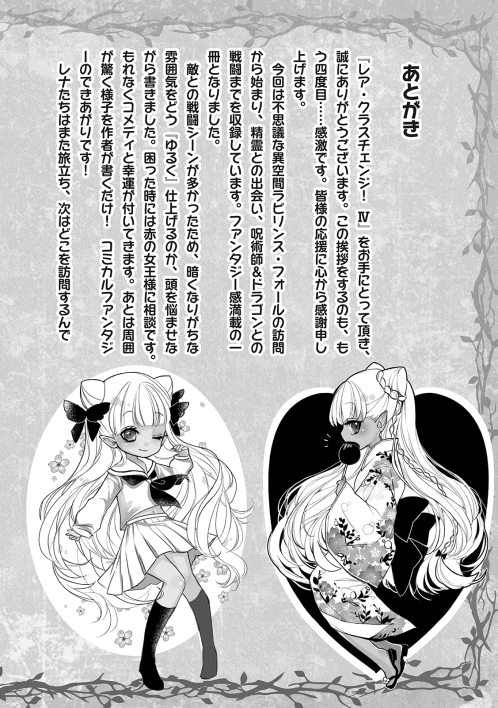 あとがき
『レア・クラスチェンジ！　Ⅳ』をお手にとって頂き、
誠にありがとうございます。この挨拶をするのも、も
う四度目……感激です。皆様の応援に心から感謝申し
上げます。
今回は不思議な異空間ラビリンス・フォールの訪問
から始まり、精霊との出会い、呪術師＆ドラゴンとの
戦闘までを収録しています。ファンタジー感満載の一
冊となりました。
敵との戦闘シーンが多かったため、暗くなりがちな
雰囲気をどう『ゆるく』仕上げるのか、頭を悩ませな
がら書きました。困った時には赤の女王様に相談です。
もれなくコメディと幸運が付いてきます。あとは周囲
が驚く様子を作者が書くだけ！　コミカルファンタジ
ーのできあがりです！
レナたちはまた旅立ち、次はどこを訪問するんで